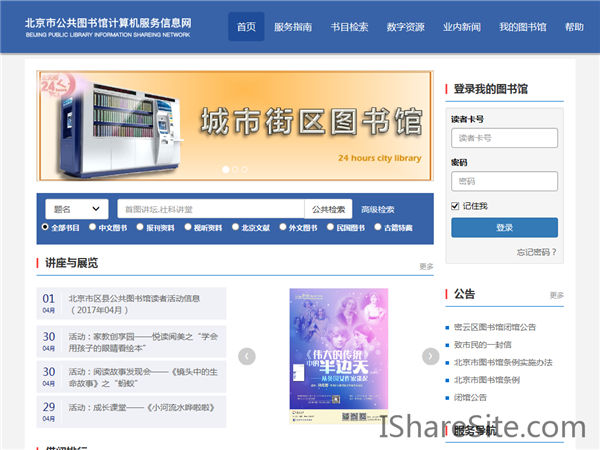 北京市公共图书馆计算机服务信息网
BEIJING PUBLIC LIBRARY INFORMATION SHAREING NETWORK
首页 服务指南 书目检索 数字资源 业内新闻 我的图书馆 帮助
城市街区图书馆
24 hours city library
题名 首图讲坛.社科讲堂 公共检索 高级检索
全部书目 中文图书 报刊资料 视听资料 北京文献 外文图书 民国图书 古籍特藏
讲座与展览 更多
01 北京市区县公共图书馆读者活动信息
04月 （2017年04月）
30 活动：家教创享园——悦读阅美之“学会
04月 用孩子的眼睛看绘本”
30 活动：阅读故事发现会——《镜头中的生
04月 命故事》之“蚂蚁”
29 活动：成长课堂——《小河流水哗啦啦》
04月
《伟大的传说》
中的
半边天
登录我的图书馆
读者卡号
读者卡号
密码
密码
记住我
登录
忘记密码？
公告 更多
密云区图书馆闭馆公告
致市民的一封信
北京市图书馆条例实施办法
北京市图书馆条例
闭馆公告
服务导航
IShareSite.com